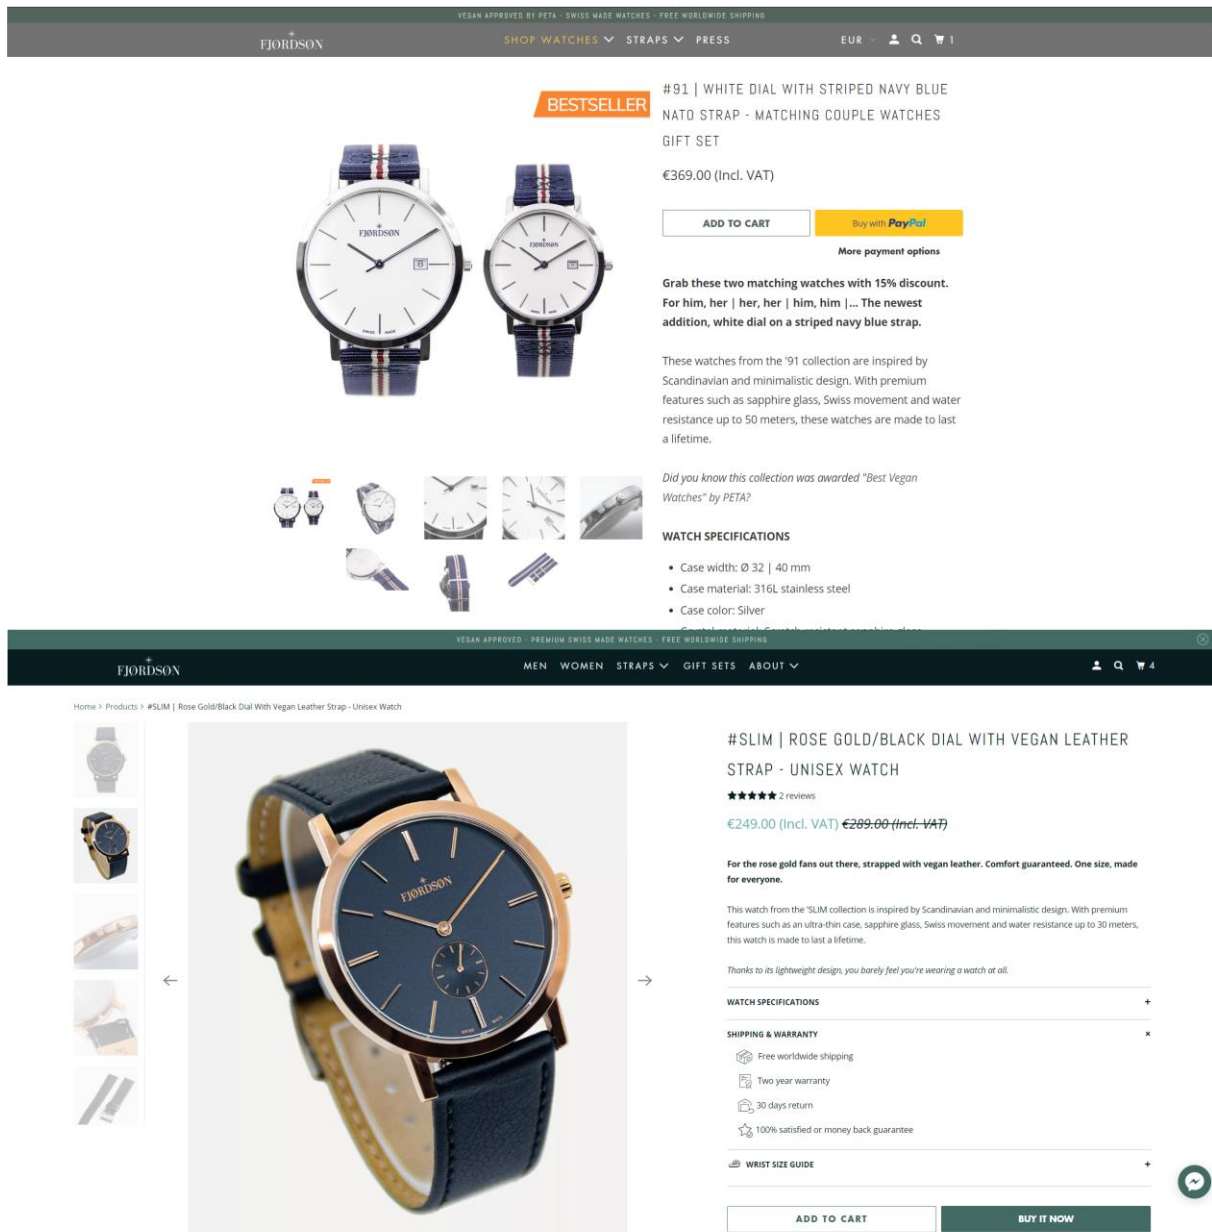 VEGAN APPROVED BY PETA - SWISS MADE WATCHES - FREE WORLDWIDE SHIPPING
FJØRDSØN
SHOP WATCHES STRAPS PRESS
EUR 1
BESTSELLER
#91 | WHITE DIAL WITH STRIPED NAVY BLUE
NATO STRAP - MATCHING COUPLE WATCHES
GIFT SET
€369.00 (Incl. VAT)
ADD TO CART
Buy with PayPal
More payment options
FJØRDSØN
8
SWISS MADE
FJØRDSØN
Grab these two matching watches with 15% discount.
For him, her | her, her | him, him |... The newest
addition, white dial on a striped navy blue strap.
These watches from the '91 collection are inspired by
Scandinavian and minimalistic design. With premium
features such as sapphire glass, Swiss movement and water
resistance up to 50 meters, these watches are made to last
a lifetime.
Did you know this collection was awarded "Best Vegan
Watches" by PETA?
WATCH SPECIFICATIONS
• Case width: Ø 32 | 40 mm
• Case material: 316L stainless steel
• Case color: Silver
VEGAN APPROVED - PREMIUM SWISS MADE WATCHES - FREE WORLDWIDE SHIPPING
FJØRDSØN
MEN WOMEN STRAPS GIFT SETS ABOUT
4
Home > Products > #SLIM | Rose Gold/Black Dial With Vegan Leather Strap - Unisex Watch
FJØRDSØN
SWISS MADE
#SLIM | ROSE GOLD/BLACK DIAL WITH VEGAN LEATHER
STRAP - UNISEX WATCH
★★★★★ 2 reviews
€249.00 (Incl. VAT) €289.00 (Incl. VAT)
For the rose gold fans out there, strapped with vegan leather. Comfort guaranteed. One size, made
for everyone.
This watch from the 'SLIM collection is inspired by Scandinavian and minimalistic design. With premium
features such as an ultra-thin case, sapphire glass, Swiss movement and water resistance up to 30 meters,
this watch is made to last a lifetime.
Thanks to its lightweight design, you barely feel you're wearing a watch at all.
WATCH SPECIFICATIONS +
SHIPPING & WARRANTY ×
Free worldwide shipping
Two year warranty
30 days return
100% satisfied or money back guarantee
WRIST SIZE GUIDE +
ADD TO CART
BUY IT NOW